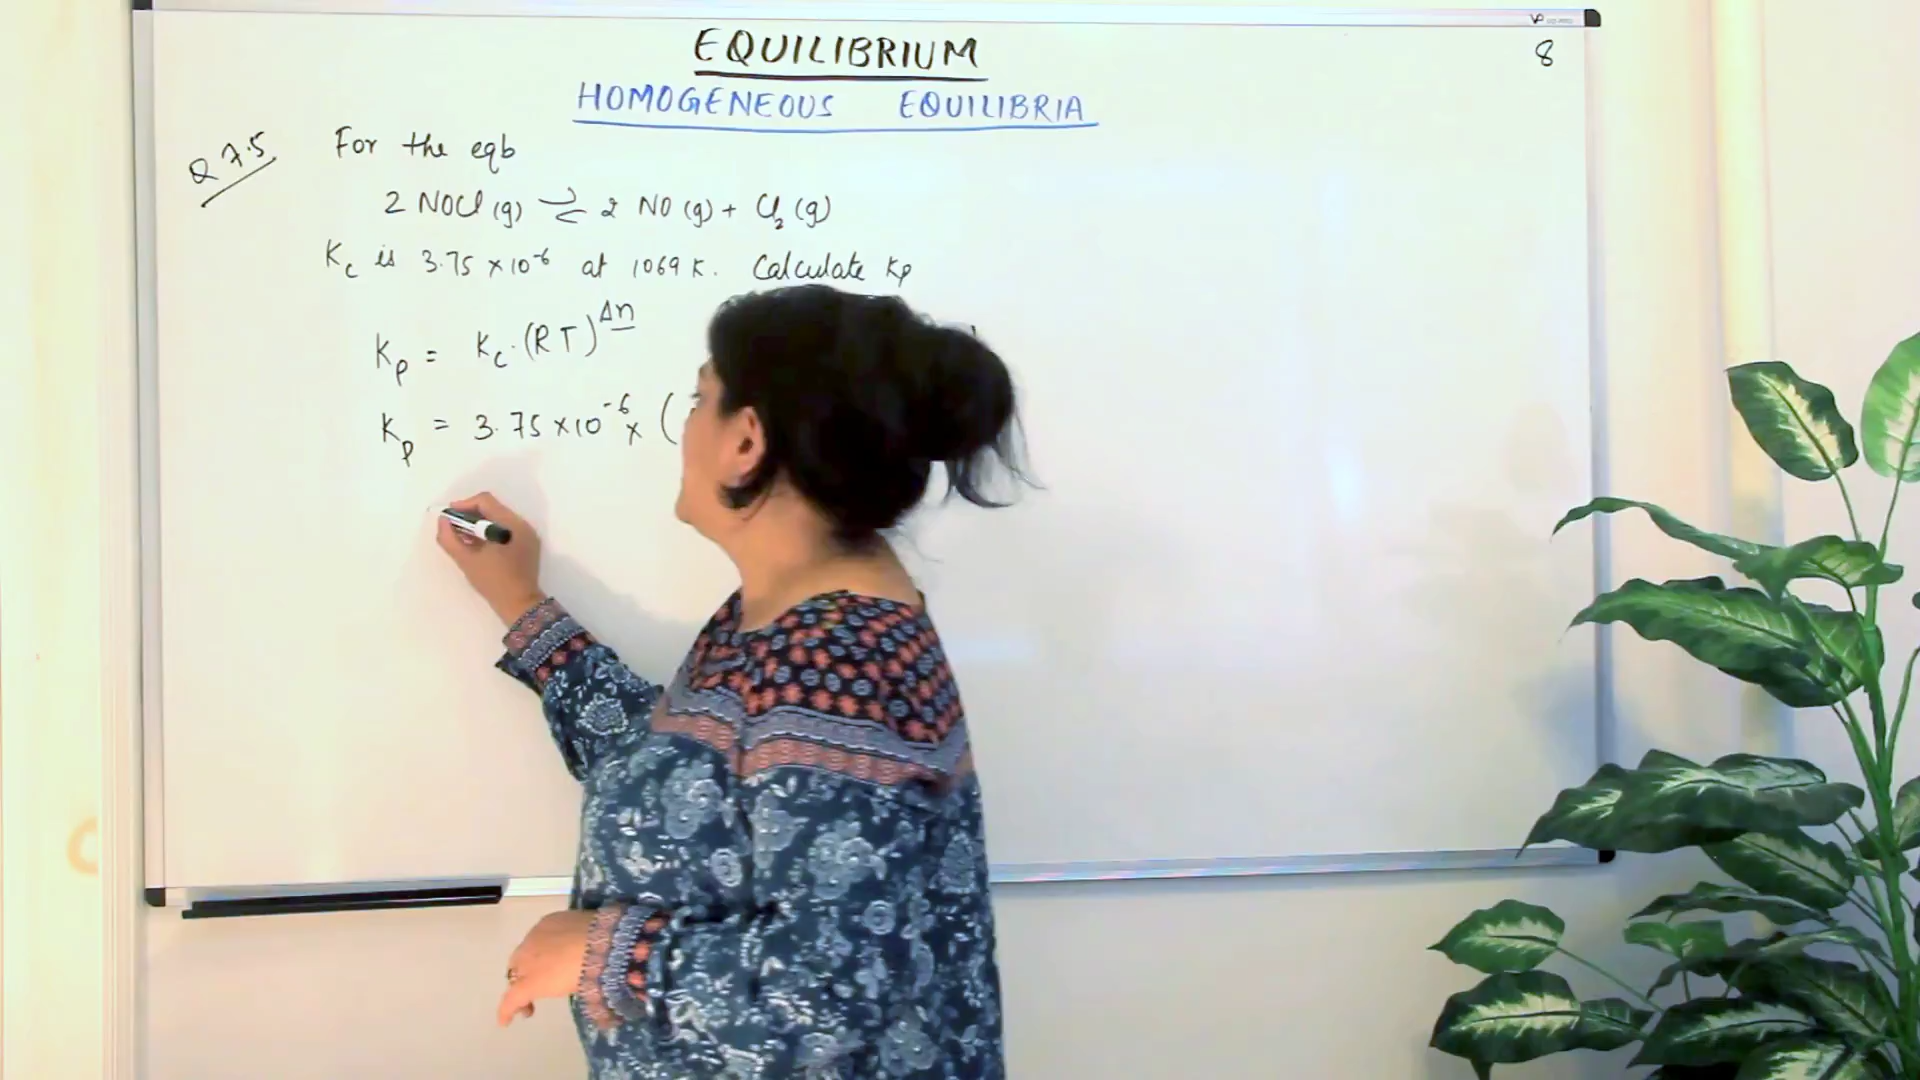 EQUILIBRIUM
8
HOMOGENEOUS EQUILIBRIA
Q 7.5 For the eqb
2 NOCl (g) ⇌ 2 NO (g) + Cl₂ (g)
Kc is 3.75 × 10⁻⁶ at 1069 K. Calculate Kp
Kp = Kc · (RT)^Δn
Kp = 3.75 × 10⁻⁶ × (